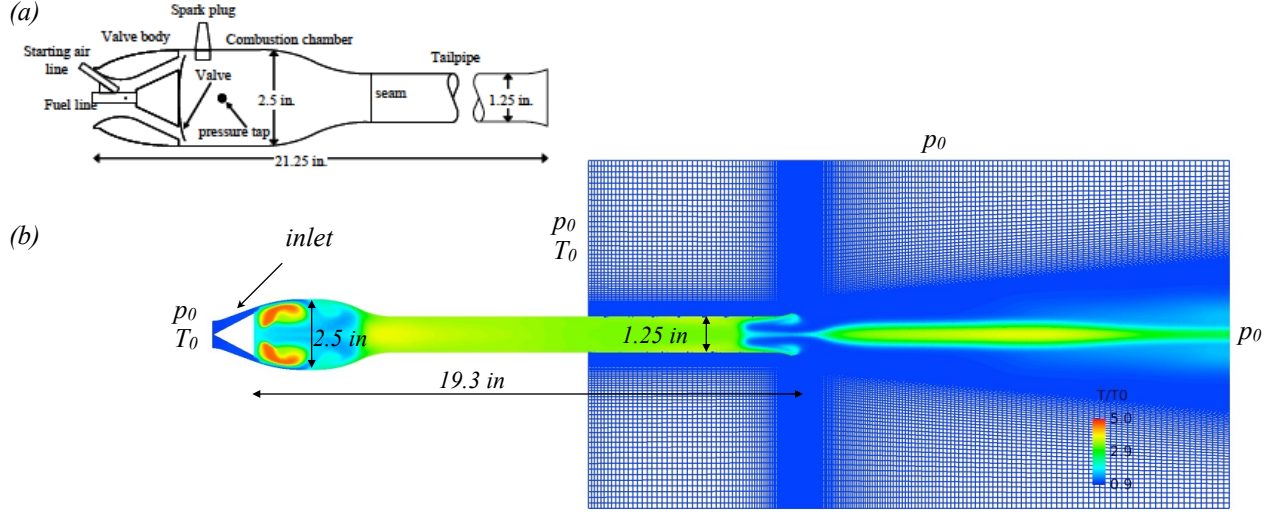 (a)
Spark plug
Valve body
Combustion chamber
Starting air
line
Tailpipe
Valve
Fuel line
2.5 in.
seam
1.25 in.
pressure tap
21.25 in.
p0
(b)
inlet
p0
T0
p0
T0
2.5 in
1.25 in
p0
19.3 in
T/T0
5.0
2.9
0.9